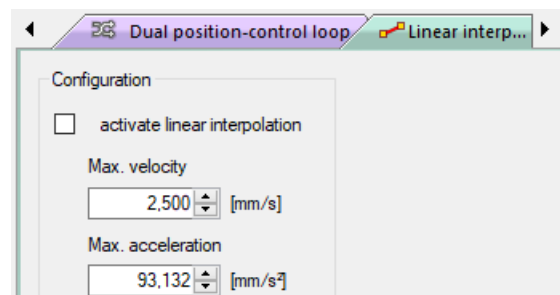 Dual position-control loop Linear interp...
Configuration
activate linear interpolation
Max. velocity
2,500 [mm/s]
Max. acceleration
93,132 [mm/s²]